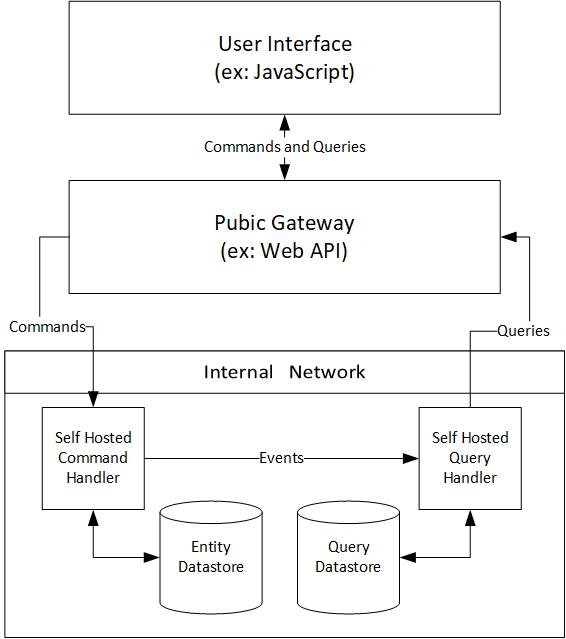 User Interface
(ex: JavaScript)
Commands and Queries
Pubic Gateway
(ex: Web API)
Commands
Queries
Internal Network
Self Hosted
Command
Handler
Events
Self Hosted
Query
Handler
Entity
Datastore
Query
Datastore